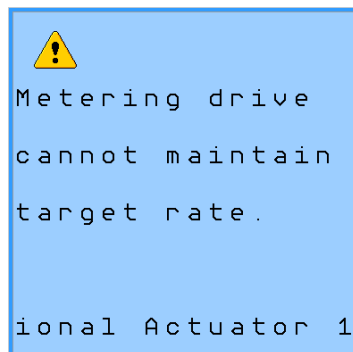 Metering drive
cannot maintain
target rate.
ional Actuator 1